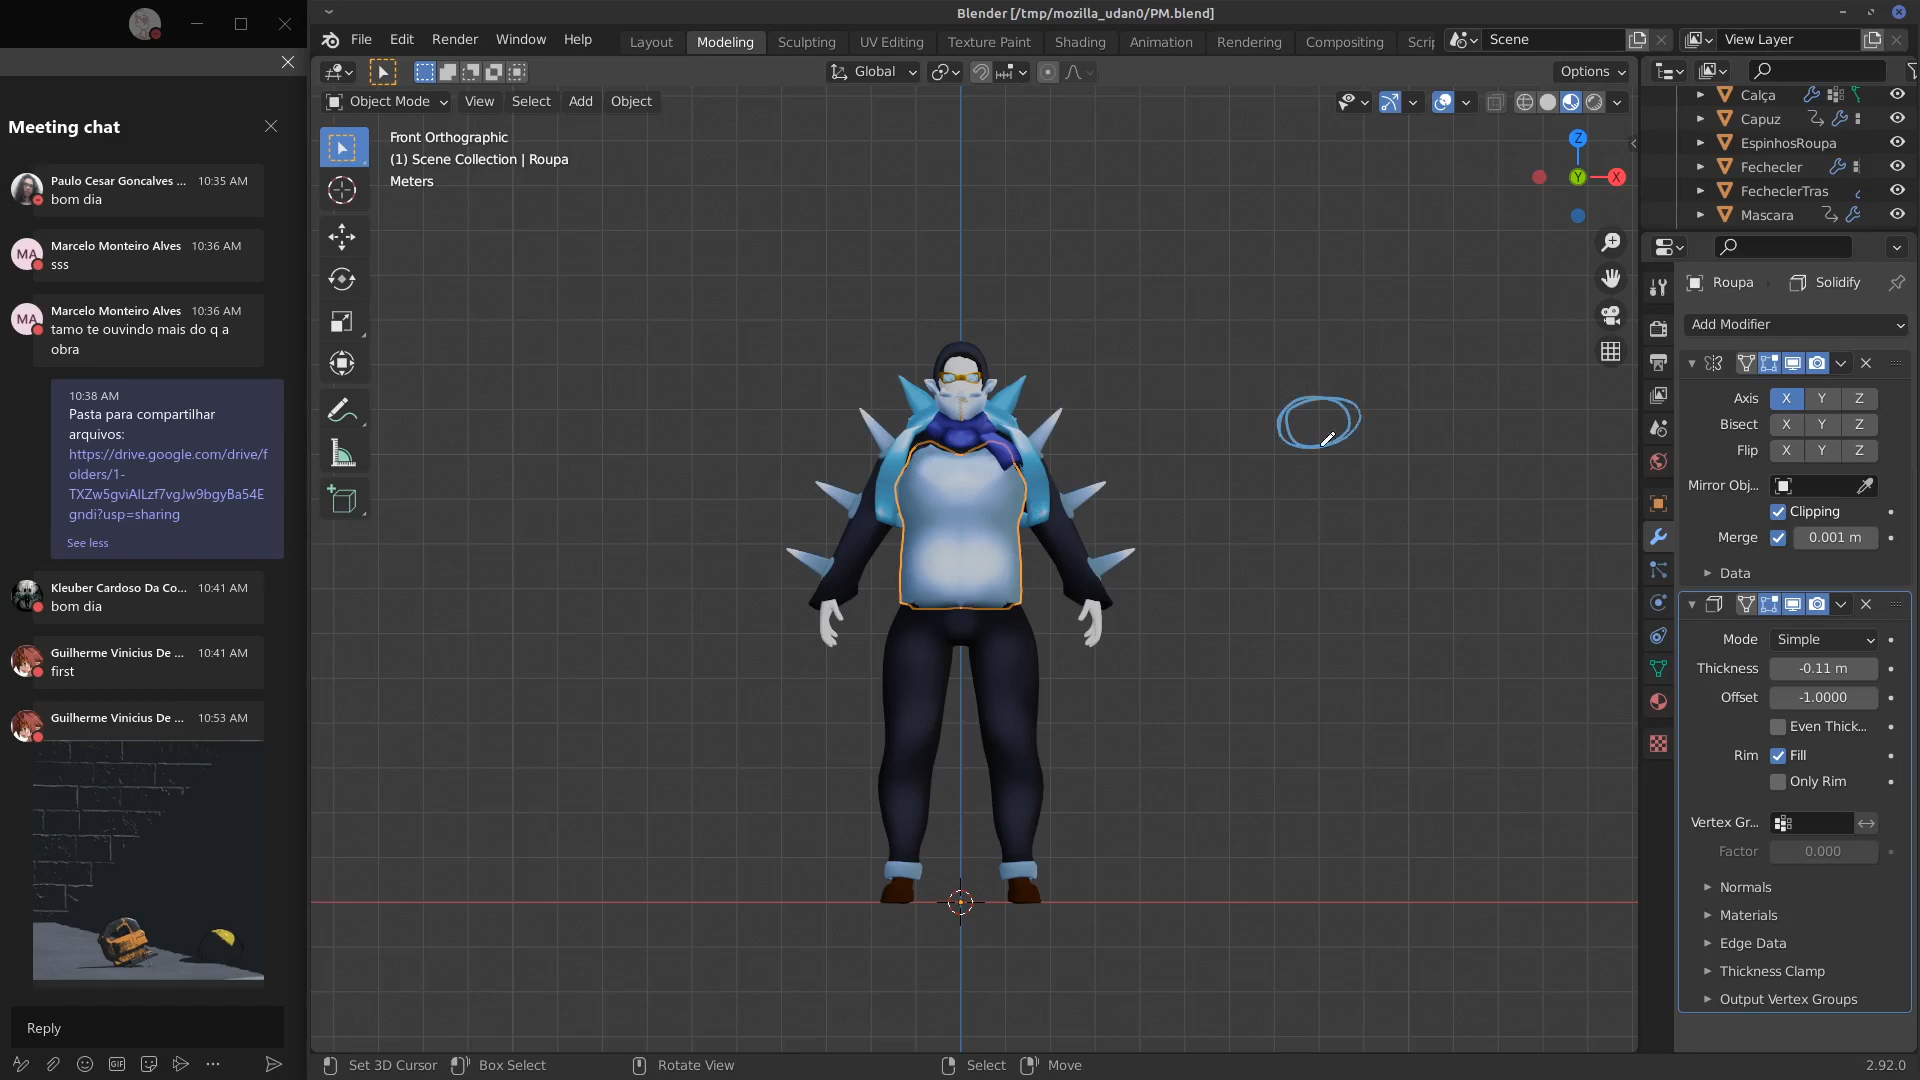 Blender [/tmp/mozilla_udan0/PM.blend]
File Edit Render Window Help
Layout Modeling Sculpting UV Editing Texture Paint Shading Animation Rendering Compositing Scrip
Scene
View Layer
Global
Options
Object Mode View Select Add Object
Front Orthographic
(1) Scene Collection | Roupa
Meters
Z
Y
X
Meeting chat
Paulo Cesar Goncalves ... 10:35 AM
bom dia
MA
Marcelo Monteiro Alves 10:36 AM
sss
MA
Marcelo Monteiro Alves 10:36 AM
tamo te ouvindo mais do q a
obra
10:38 AM
Pasta para compartilhar
arquivos:
https://drive.google.com/drive/f
olders/1-
TXZw5gviAlLzf7vgJw9bgyBa54E
gndi?usp=sharing
See less
Kleuber Cardoso Da Co... 10:41 AM
bom dia
Guilherme Vinicius De ... 10:41 AM
first
Guilherme Vinicius De ... 10:53 AM
Reply
GIF
Calça
Capuz
EspinhosRoupa
Fechecler
FecheclerTras
Mascara
Roupa Solidify
Add Modifier
Axis X Y Z
Bisect X Y Z
Flip X Y Z
Mirror Obj...
Clipping
Merge 0.001 m
Data
Mode Simple
Thickness -0.11 m
Offset -1.0000
Even Thick...
Rim Fill
Only Rim
Vertex Gr...
Factor 0.000
Normals
Materials
Edge Data
Thickness Clamp
Output Vertex Groups
Set 3D Cursor Box Select Rotate View Select Move
2.92.0